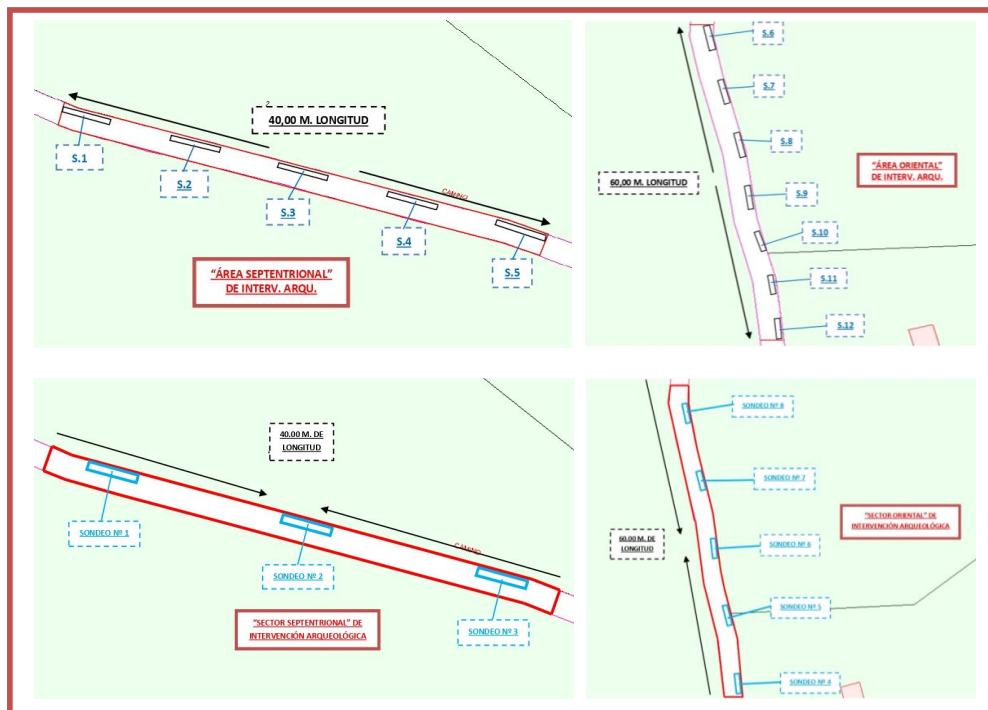 2
40,00 M. LONGITUD
S.1
S.2
S.3
S.4
S.5
CAMINO
“ÁREA SEPTENTRIONAL”
DE INTERV. ARQU.
S.6
S.7
S.8
S.9
S.10
S.11
S.12
60,00 M. LONGITUD
“ÁREA ORIENTAL”
DE INTERV. ARQU.
40.00 M. DE
LONGITUD
SONDEO Nº 1
SONDEO Nº 2
SONDEO Nº 3
CAMINO
“SECTOR SEPTENTRIONAL” DE
INTERVENCIÓN ARQUEOLÓGICA
SONDEO Nº 8
SONDEO Nº 7
SONDEO Nº 6
SONDEO Nº 5
SONDEO Nº 4
60.00 M. DE
LONGITUD
“SECTOR ORIENTAL” DE
INTERVENCIÓN ARQUEOLÓGICA